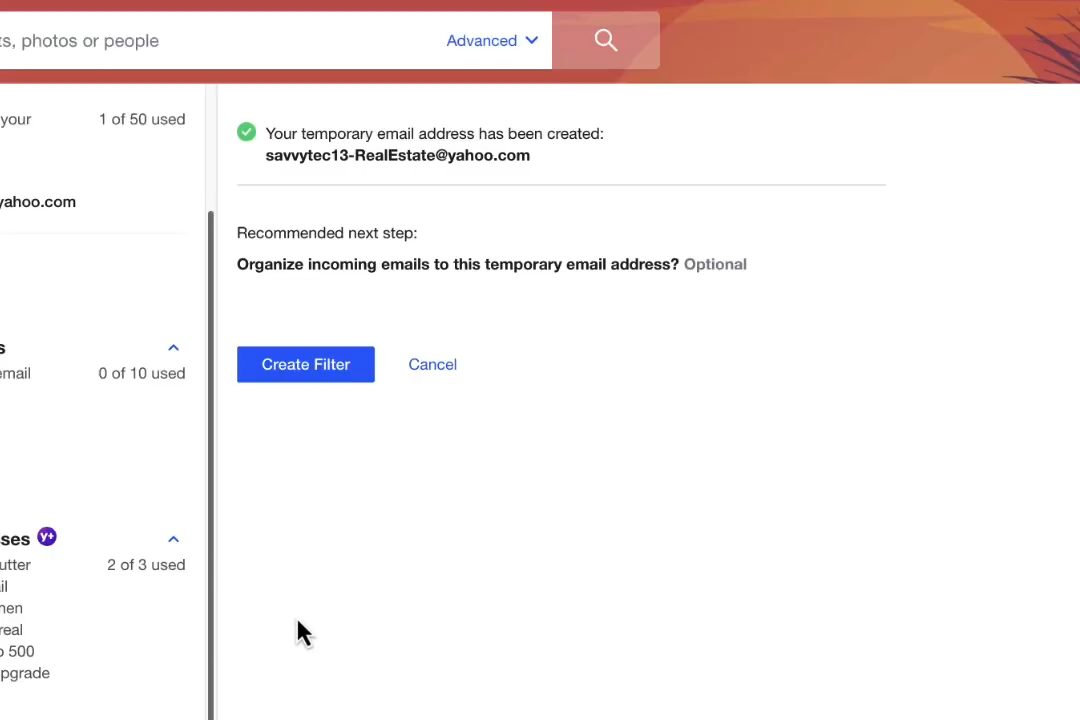 ts, photos or people
Advanced
your
1 of 50 used
Your temporary email address has been created:
savvytec13-RealEstate@yahoo.com
yahoo.com
Recommended next step:
Organize incoming emails to this temporary email address? Optional
s
email
0 of 10 used
Create Filter
Cancel
sses y+
utter
2 of 3 used
il
hen
real
o 500
pgrade